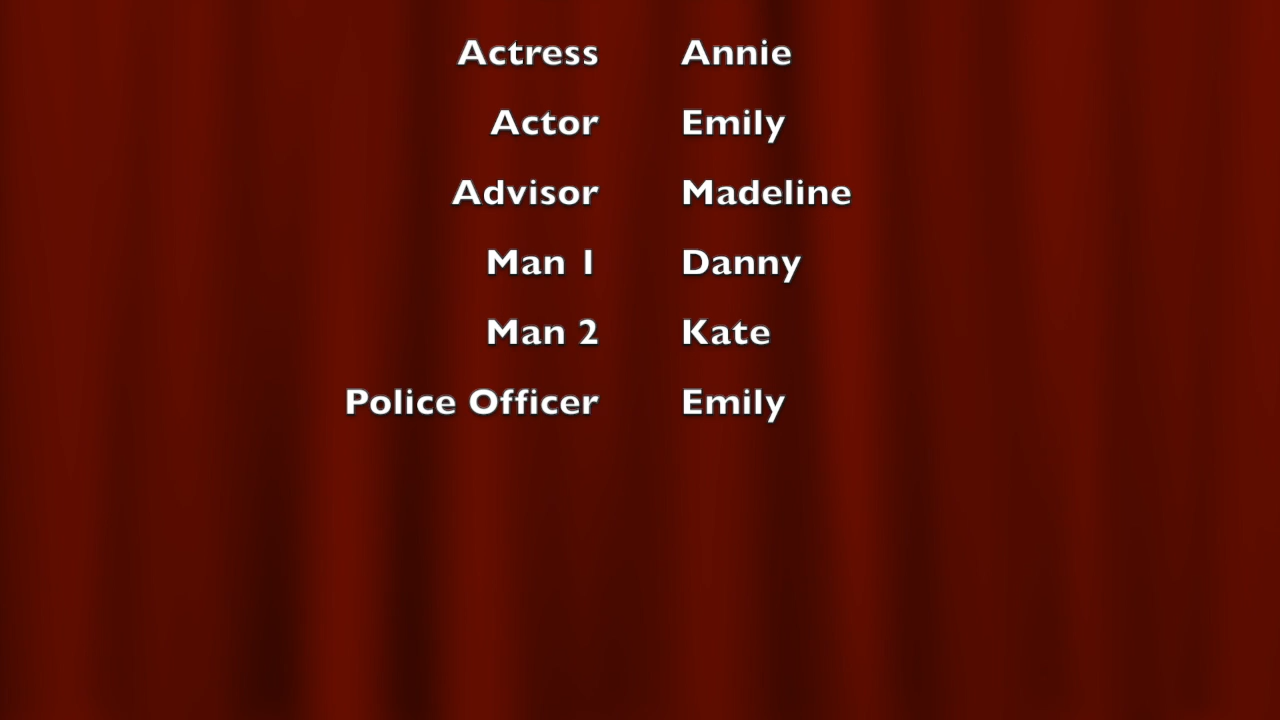 Actress Annie
Actor Emily
Advisor Madeline
Man 1 Danny
Man 2 Kate
Police Officer Emily